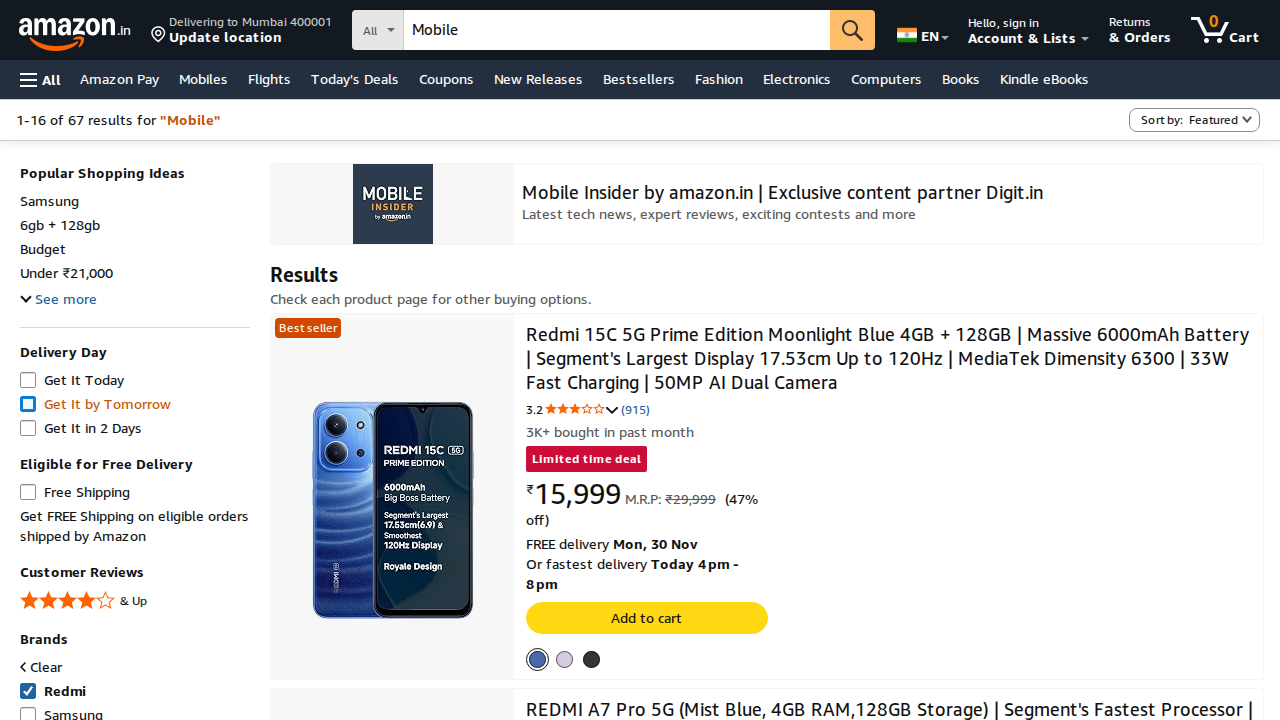 amazon.in
Delivering to Mumbai 400001
Update location
All
Mobile
EN
Hello, sign in
Account & Lists
Returns
& Orders
0
Cart
All
Amazon Pay
Mobiles
Flights
Today's Deals
Coupons
New Releases
Bestsellers
Fashion
Electronics
Computers
Books
Kindle eBooks
1-16 of 67 results for "Mobile"
Sort by: Featured
Popular Shopping Ideas
Samsung
6gb + 128gb
Budget
Under ₹21,000
See more
Delivery Day
Get It Today
Get It by Tomorrow
Get It in 2 Days
Eligible for Free Delivery
Free Shipping
Get FREE Shipping on eligible orders
shipped by Amazon
Customer Reviews
& Up
Brands
Clear
Redmi
Samsung
MOBILE
INSIDER
by amazon.in
Mobile Insider by amazon.in | Exclusive content partner Digit.in
Latest tech news, expert reviews, exciting contests and more
Results
Check each product page for other buying options.
Best seller
REDMI 15C 5G
PRIME EDITION
6000mAh
Big Boss Battery
Segment's Largest
17.53cm(6.9) &
Smoothest
120Hz Display
Royale Design
Redmi 15C 5G Prime Edition Moonlight Blue 4GB + 128GB | Massive 6000mAh Battery
| Segment's Largest Display 17.53cm Up to 120Hz | MediaTek Dimensity 6300 | 33W
Fast Charging | 50MP AI Dual Camera
3.2 (915)
3K+ bought in past month
Limited time deal
₹15,999 M.R.P: ₹29,999 (47%
off)
FREE delivery Mon, 30 Nov
Or fastest delivery Today 4 pm -
8 pm
Add to cart
REDMI A7 Pro 5G (Mist Blue, 4GB RAM,128GB Storage) | Segment's Fastest Processor |